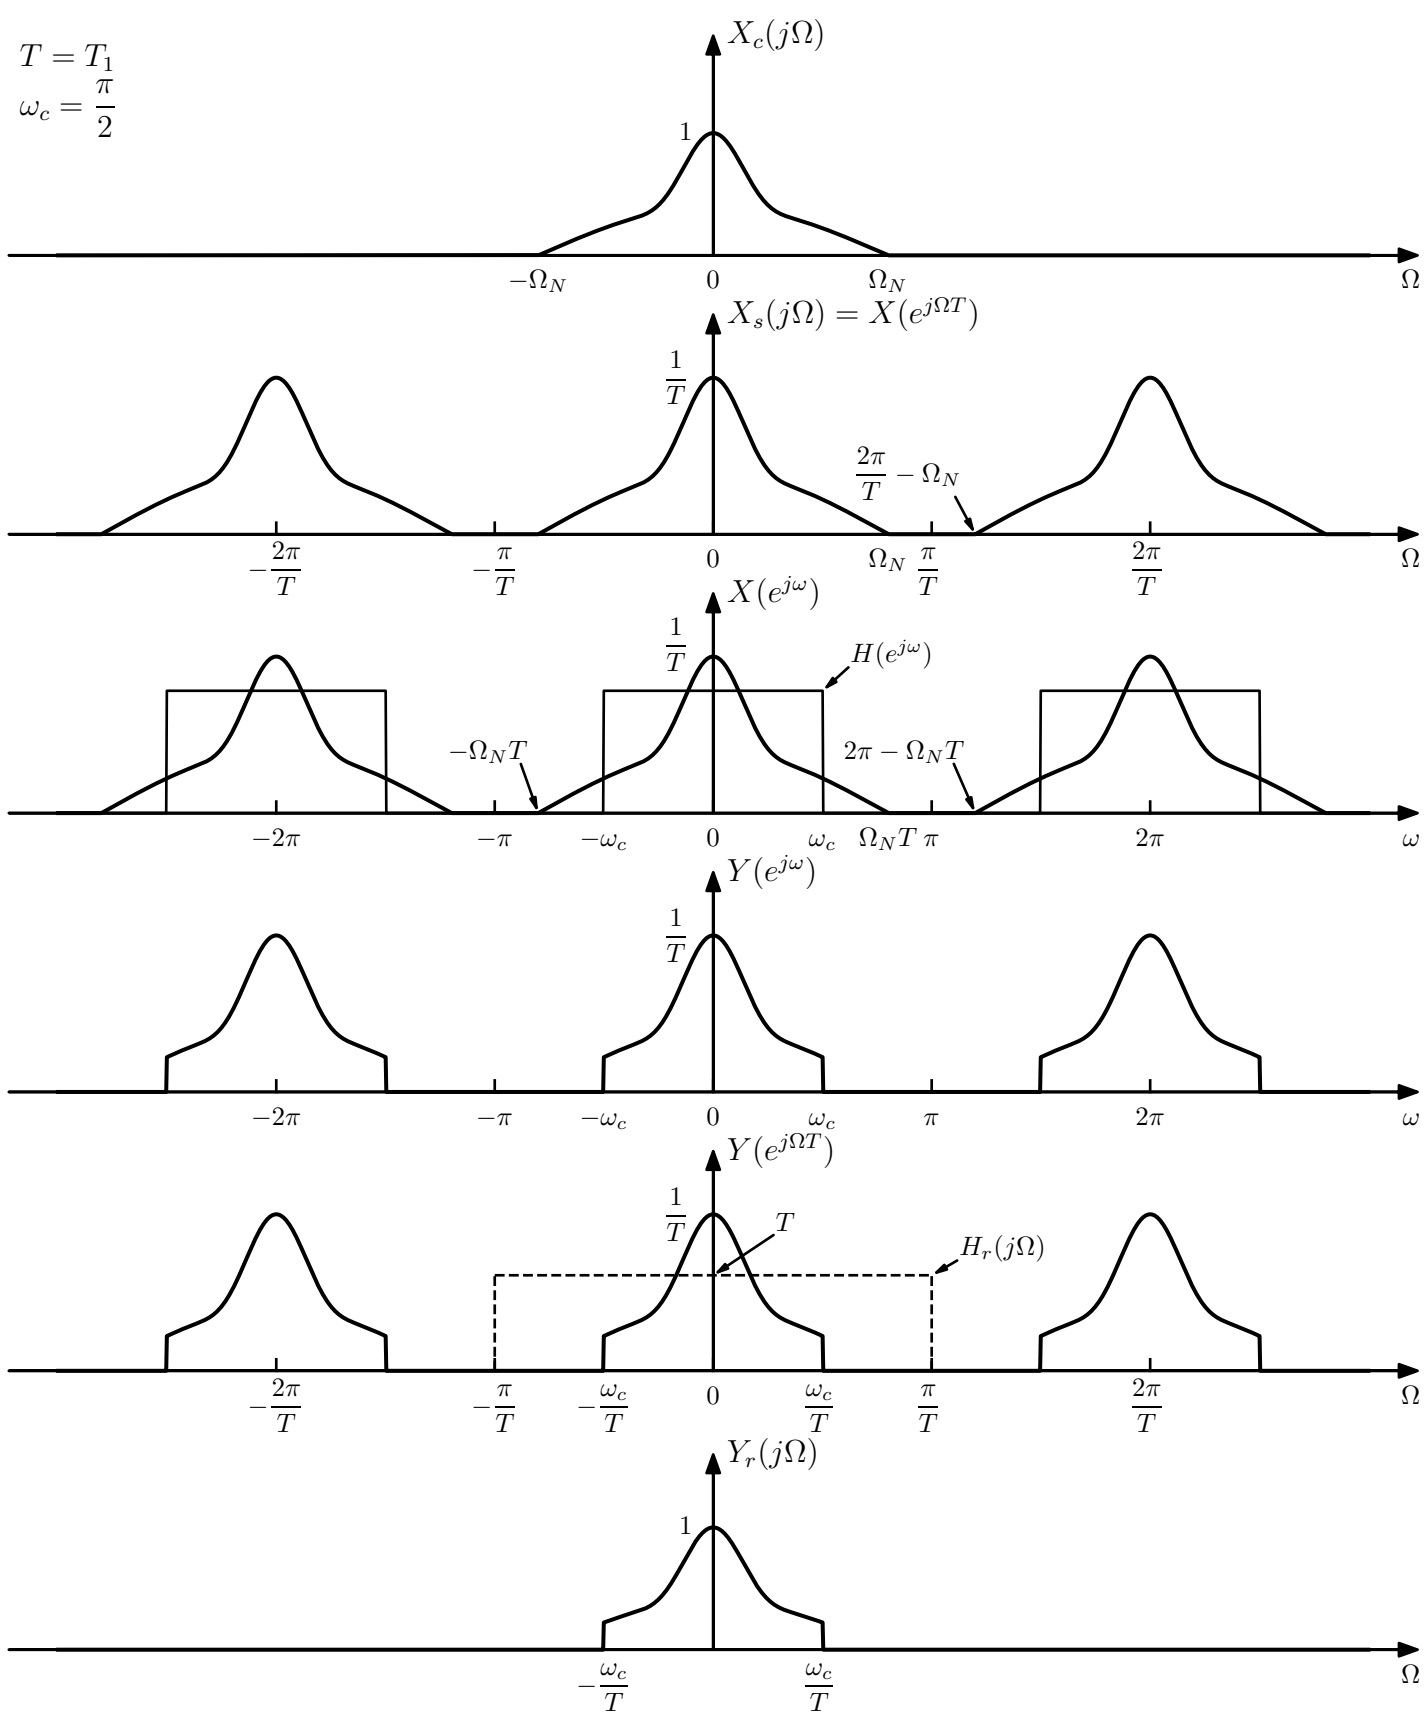 X_c(jΩ)
T = T_1
ω_c = π/2
1
−Ω_N 0 Ω_N Ω
X_s(jΩ) = X(e^{jΩT})
1/T
2π/T − Ω_N
−2π/T −π/T 0 Ω_N π/T 2π/T Ω
X(e^{jω})
1/T
H(e^{jω})
−Ω_N T 2π − Ω_N T
−2π −π −ω_c 0 ω_c Ω_N T π 2π ω
Y(e^{jω})
1/T
−2π −π −ω_c 0 ω_c π 2π ω
Y(e^{jΩT})
1/T
T
H_r(jΩ)
−2π/T −π/T −ω_c/T 0 ω_c/T π/T 2π/T Ω
Y_r(jΩ)
1
−ω_c/T ω_c/T Ω